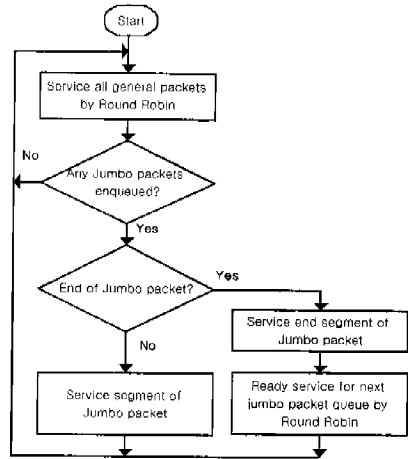 Start
Service all general packets
by Round Robin
No
Any Jumbo packets
enqueued?
Yes
End of Jumbo packet?
Yes
No
Service end segment of
Jumbo packet
Service segment of
Jumbo packet
Ready service for next
jumbo packet queue by
Round Robin